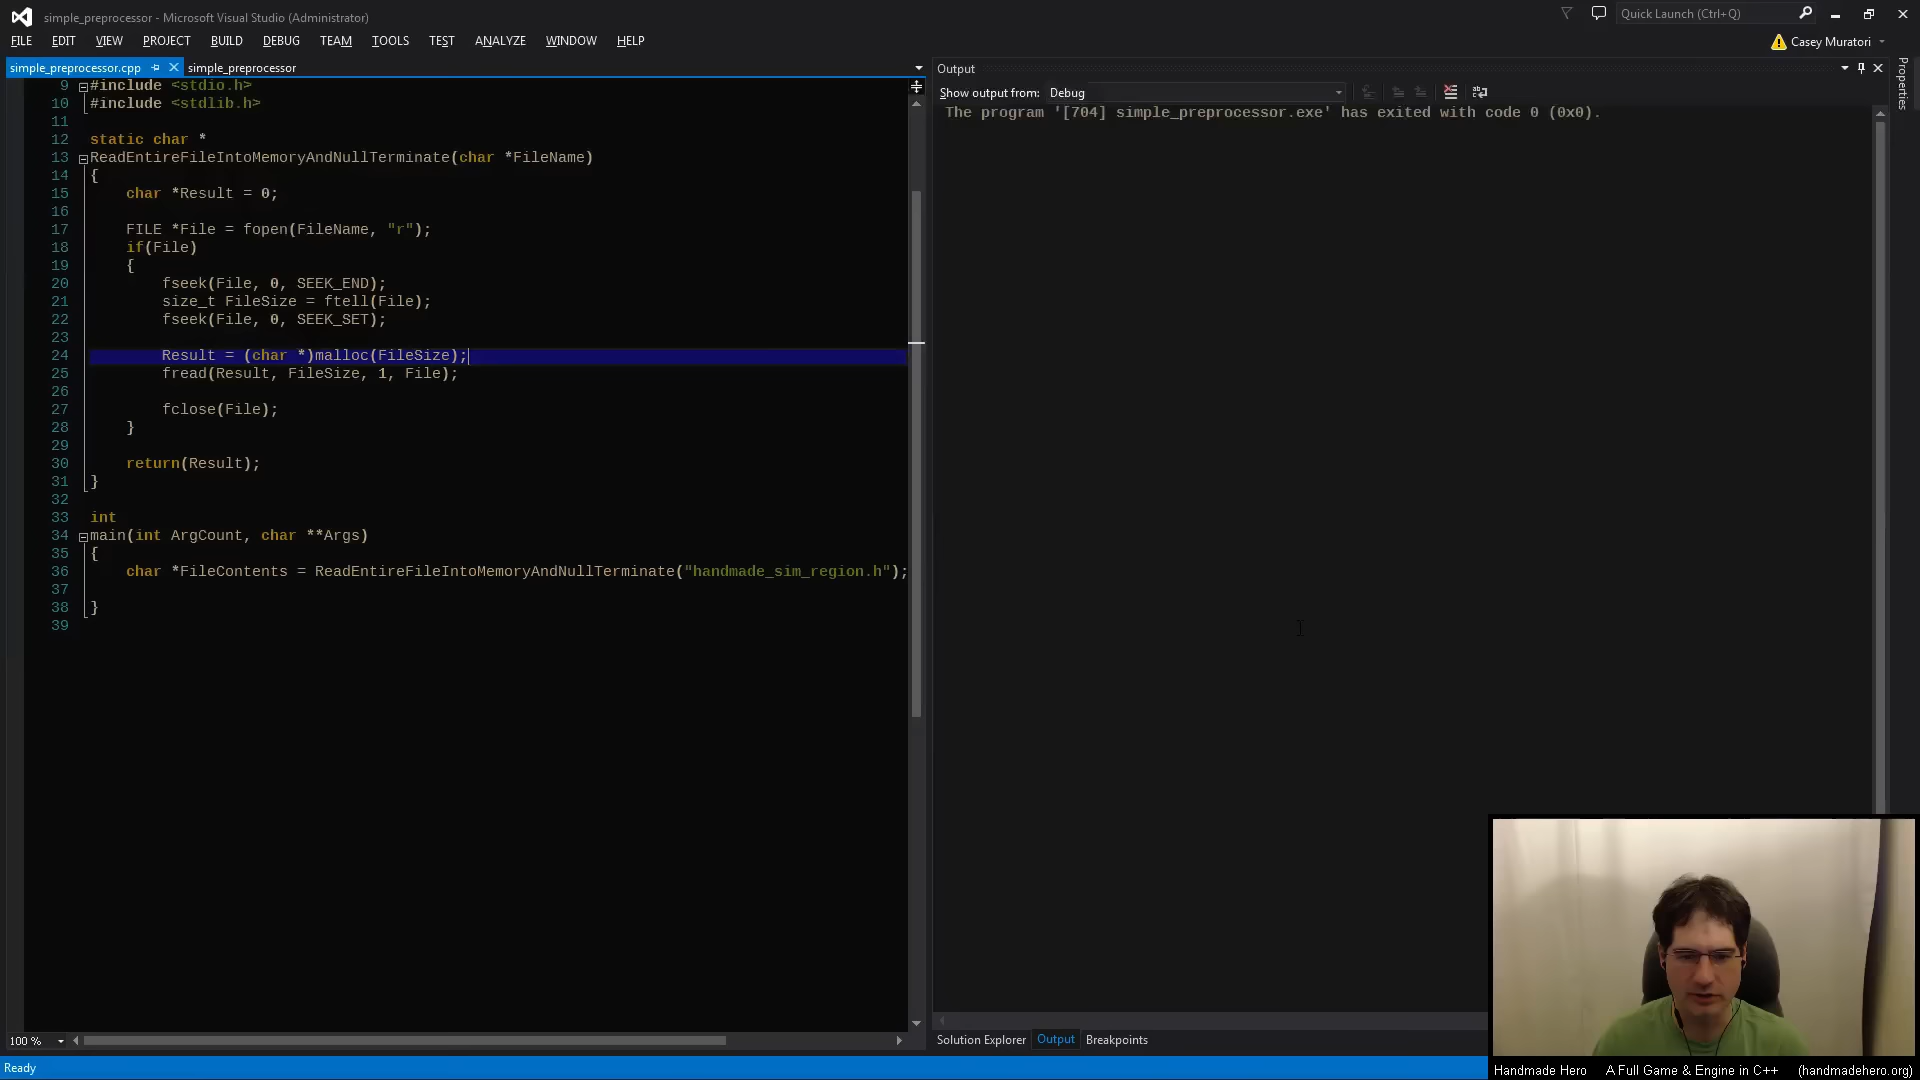 simple_preprocessor - Microsoft Visual Studio (Administrator)
Quick Launch (Ctrl+Q)
FILE EDIT VIEW PROJECT BUILD DEBUG TEAM TOOLS TEST ANALYZE WINDOW HELP
Casey Muratori
simple_preprocessor.cpp simple_preprocessor
9 #include <stdio.h>
10 #include <stdlib.h>
11
12 static char *
13 ReadEntireFileIntoMemoryAndNullTerminate(char *FileName)
14 {
15 char *Result = 0;
16
17 FILE *File = fopen(FileName, "r");
18 if(File)
19 {
20 fseek(File, 0, SEEK_END);
21 size_t FileSize = ftell(File);
22 fseek(File, 0, SEEK_SET);
23
24 Result = (char *)malloc(FileSize);
25 fread(Result, FileSize, 1, File);
26
27 fclose(File);
28 }
29
30 return(Result);
31 }
32
33 int
34 main(int ArgCount, char **Args)
35 {
36 char *FileContents = ReadEntireFileIntoMemoryAndNullTerminate("handmade_sim_region.h");
37
38 }
39
100 %
Output
Show output from: Debug
The program '[704] simple_preprocessor.exe' has exited with code 0 (0x0).
Properties
Solution Explorer Output Breakpoints
Ready
Handmade Hero A Full Game & Engine in C++ (handmadehero.org)